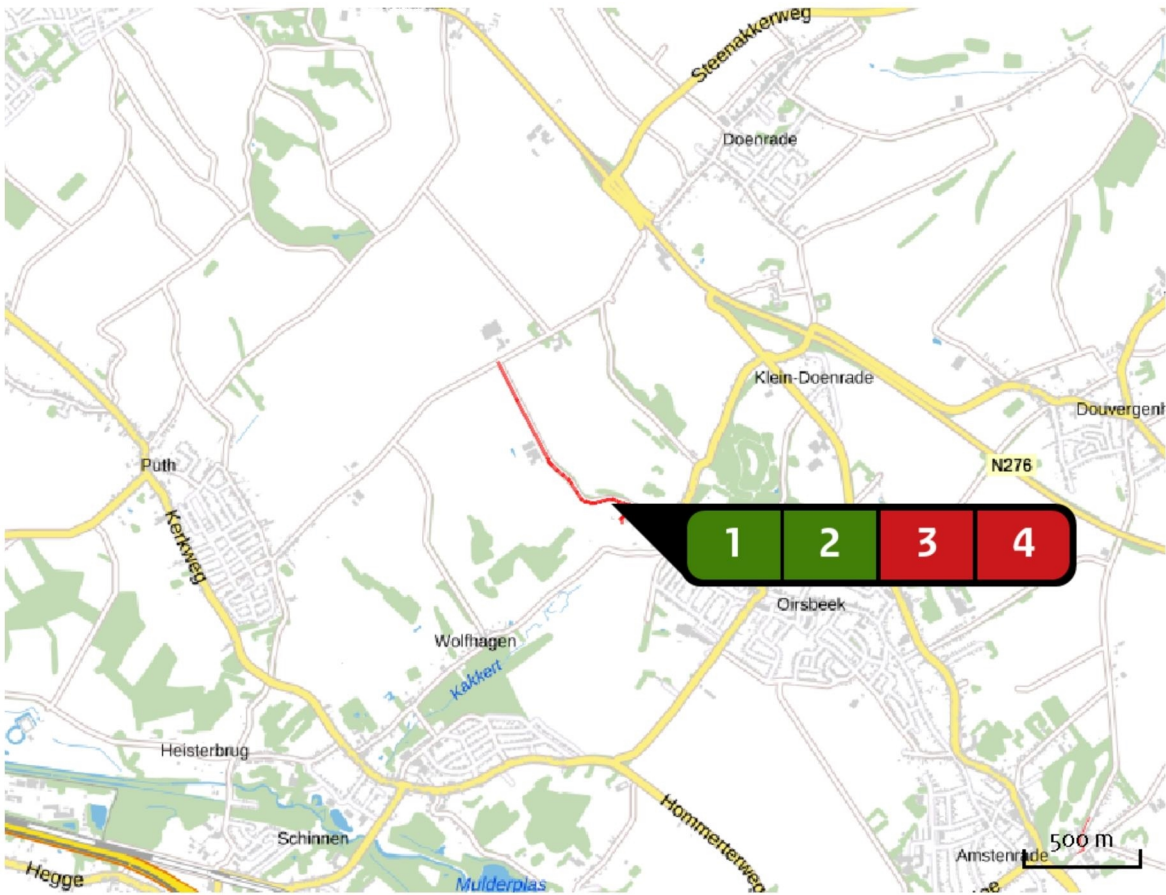 Steenakkerweg
Doenrade
Klein-Doenrade
N276
Puth
Kerkweg
1 2 3 4
Oirsbeek
Wolfhagen
Kakkert
Heisterbrug
Schinnen
Hommerterweg
500 m
Amstenrade
Hegge
Mulderplas